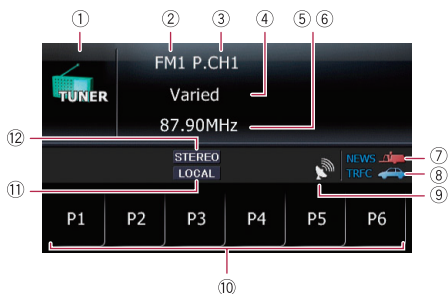 ① ② ③ ④ ⑤ ⑥
FM1 P.CH1
TUNER
Varied
87.90MHz
⑫
STEREO
NEWS ⑦
LOCAL
TRFC ⑧
⑪
⑨
P1 P2 P3 P4 P5 P6
⑩